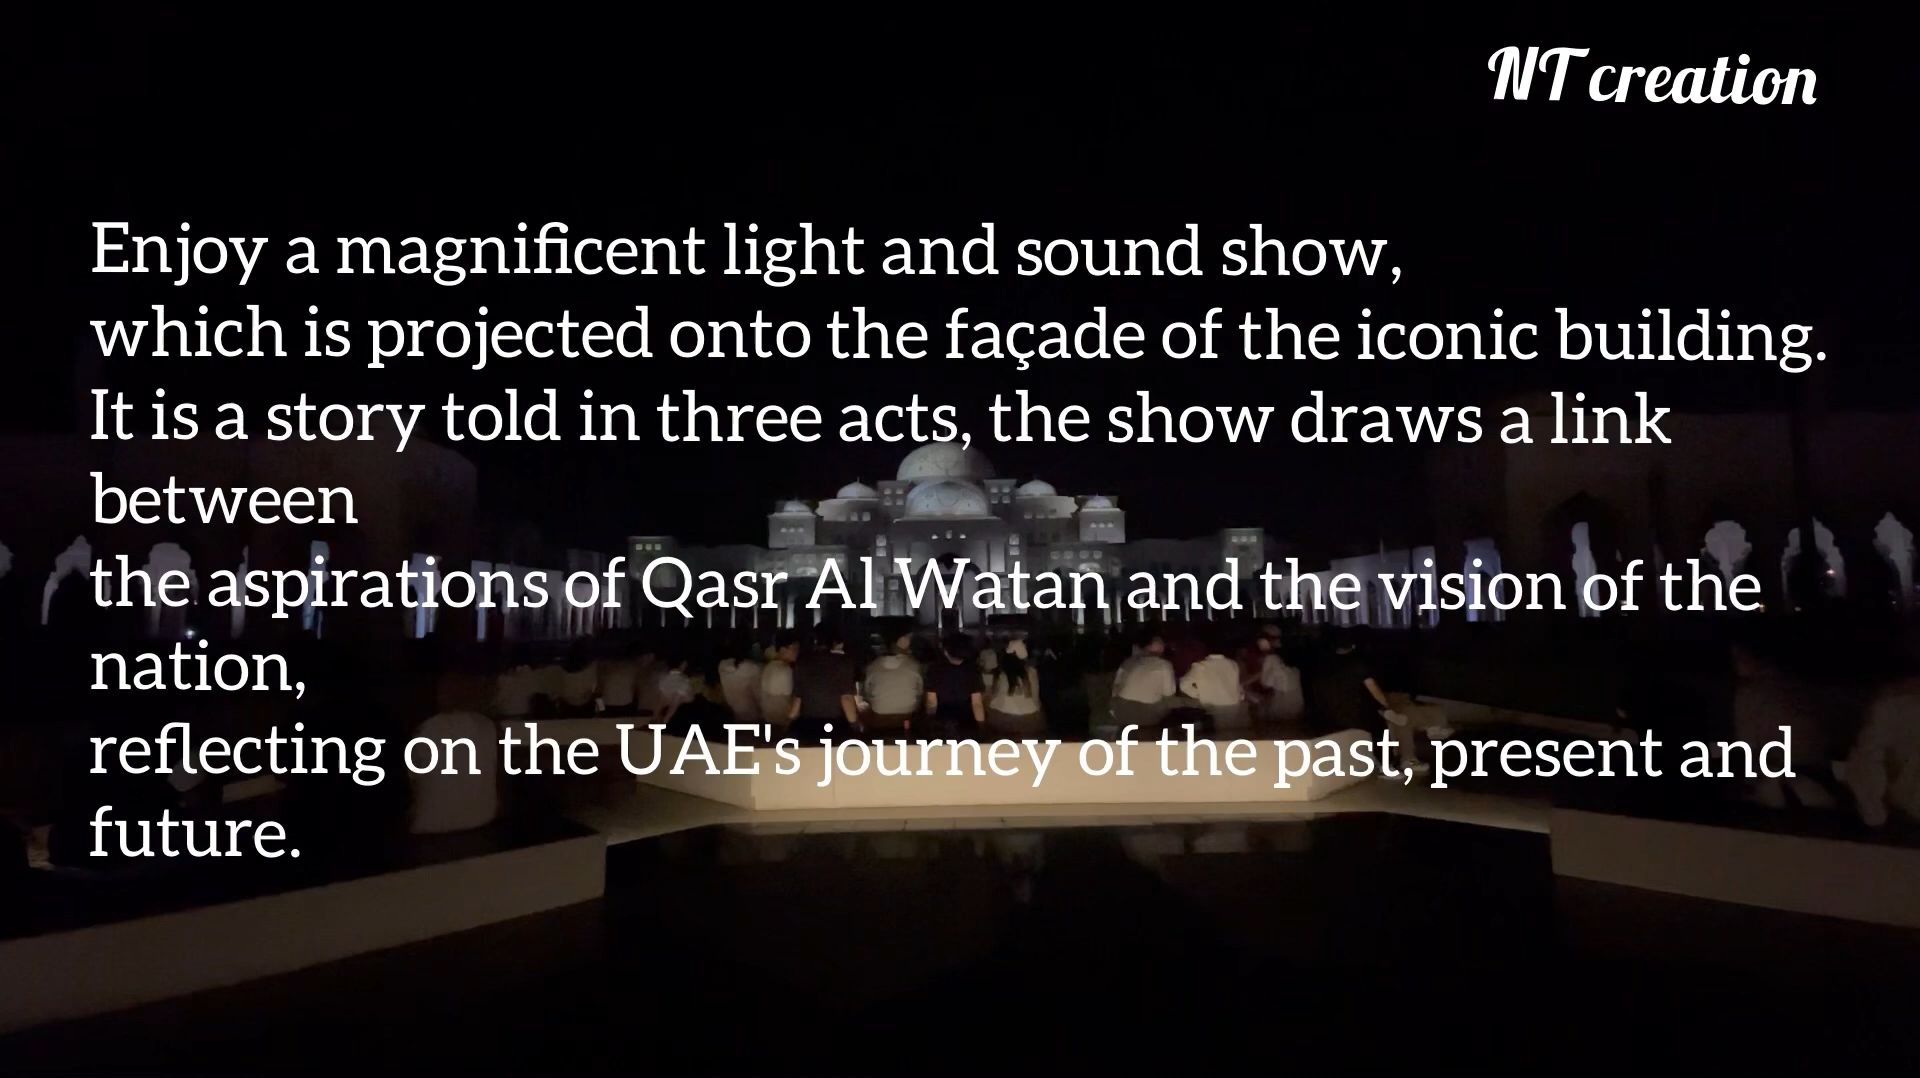 NT creation
Enjoy a magnificent light and sound show,
which is projected onto the façade of the iconic building.
It is a story told in three acts, the show draws a link
between
the aspirations of Qasr Al Watan and the vision of the
nation,
reflecting on the UAE's journey of the past, present and
future.